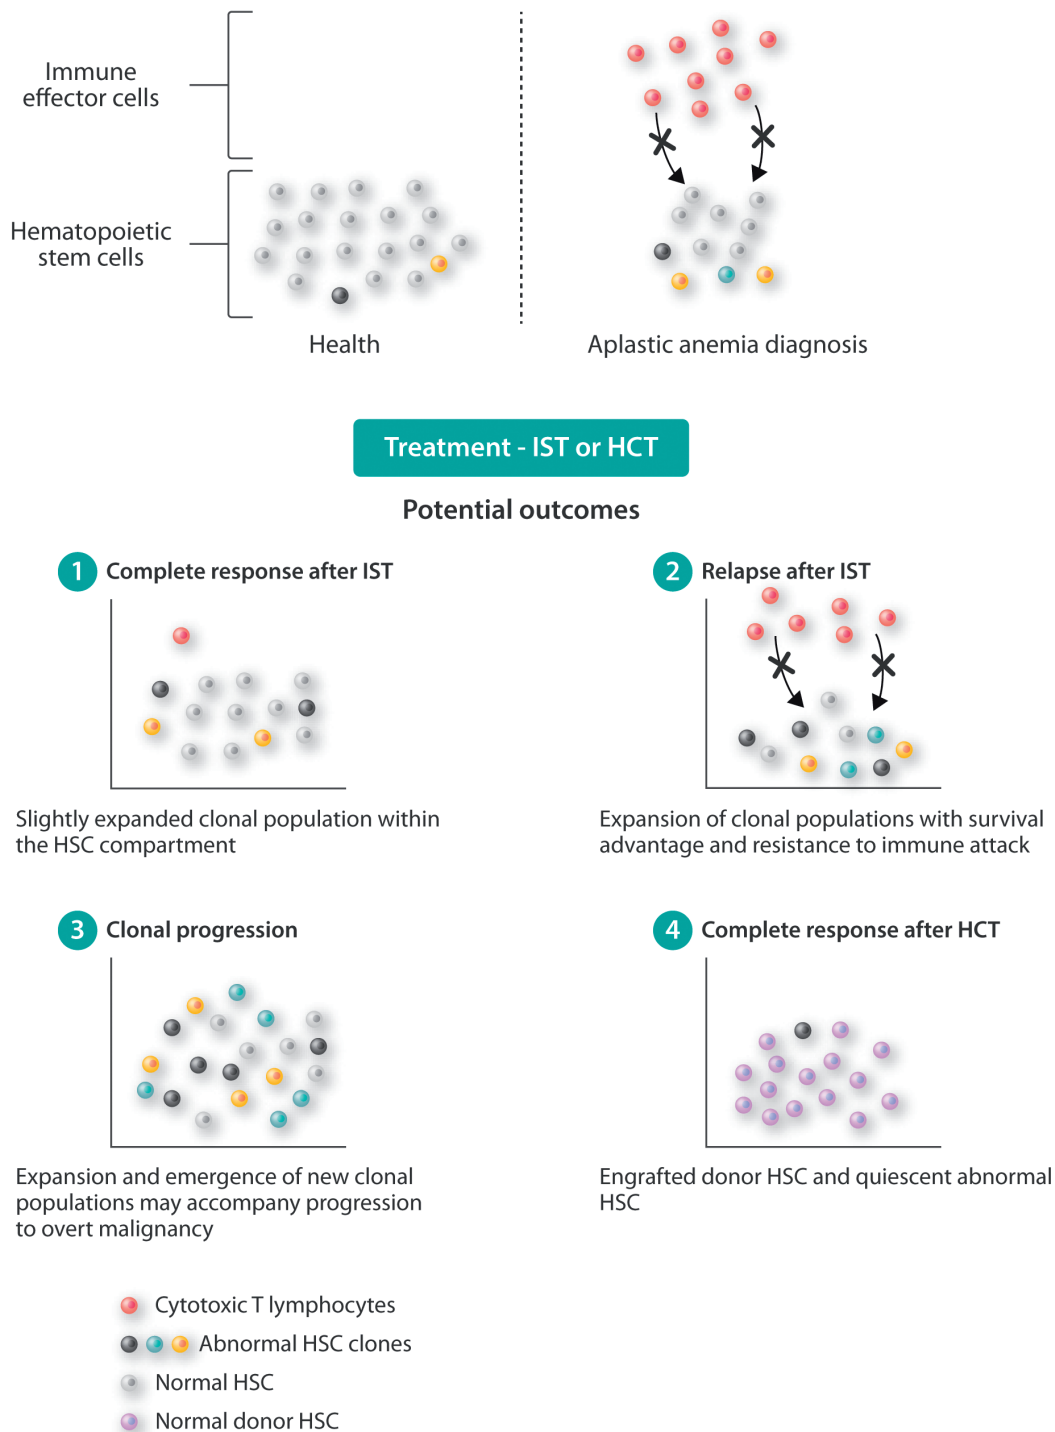 Immune
effector cells
Hematopoietic
stem cells
Health
Aplastic anemia diagnosis
Treatment - IST or HCT
Potential outcomes
1 Complete response after IST
Slightly expanded clonal population within
the HSC compartment
2 Relapse after IST
Expansion of clonal populations with survival
advantage and resistance to immune attack
3 Clonal progression
Expansion and emergence of new clonal
populations may accompany progression
to overt malignancy
4 Complete response after HCT
Engrafted donor HSC and quiescent abnormal
HSC
Cytotoxic T lymphocytes
Abnormal HSC clones
Normal HSC
Normal donor HSC